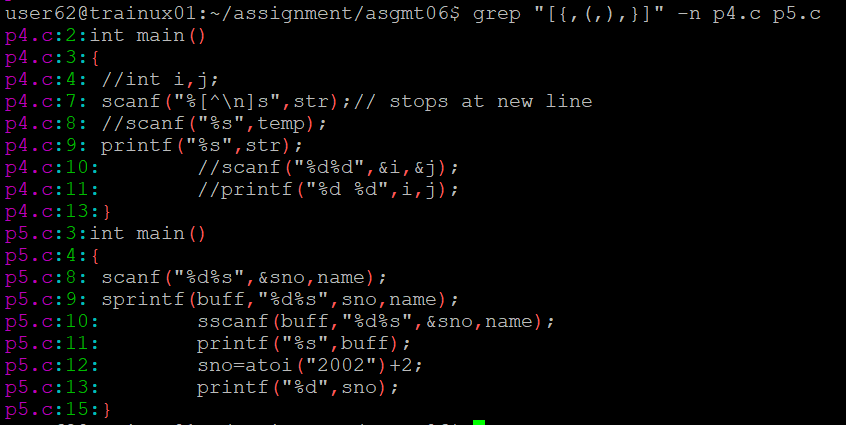 user62@trainux01:~/assignment/asgmt06$ grep "[{,(,),}]" -n p4.c p5.c
p4.c:2:int main()
p4.c:3:{
p4.c:4: //int i,j;
p4.c:7: scanf("%[^\n]s",str);// stops at new line
p4.c:8: //scanf("%s",temp);
p4.c:9: printf("%s",str);
p4.c:10:        //scanf("%d%d",&i,&j);
p4.c:11:        //printf("%d %d",i,j);
p4.c:13:}
p5.c:3:int main()
p5.c:4:{
p5.c:8: scanf("%d%s",&sno,name);
p5.c:9: sprintf(buff,"%d%s",sno,name);
p5.c:10:        sscanf(buff,"%d%s",&sno,name);
p5.c:11:        printf("%s",buff);
p5.c:12:        sno=atoi("2002")+2;
p5.c:13:        printf("%d",sno);
p5.c:15:}